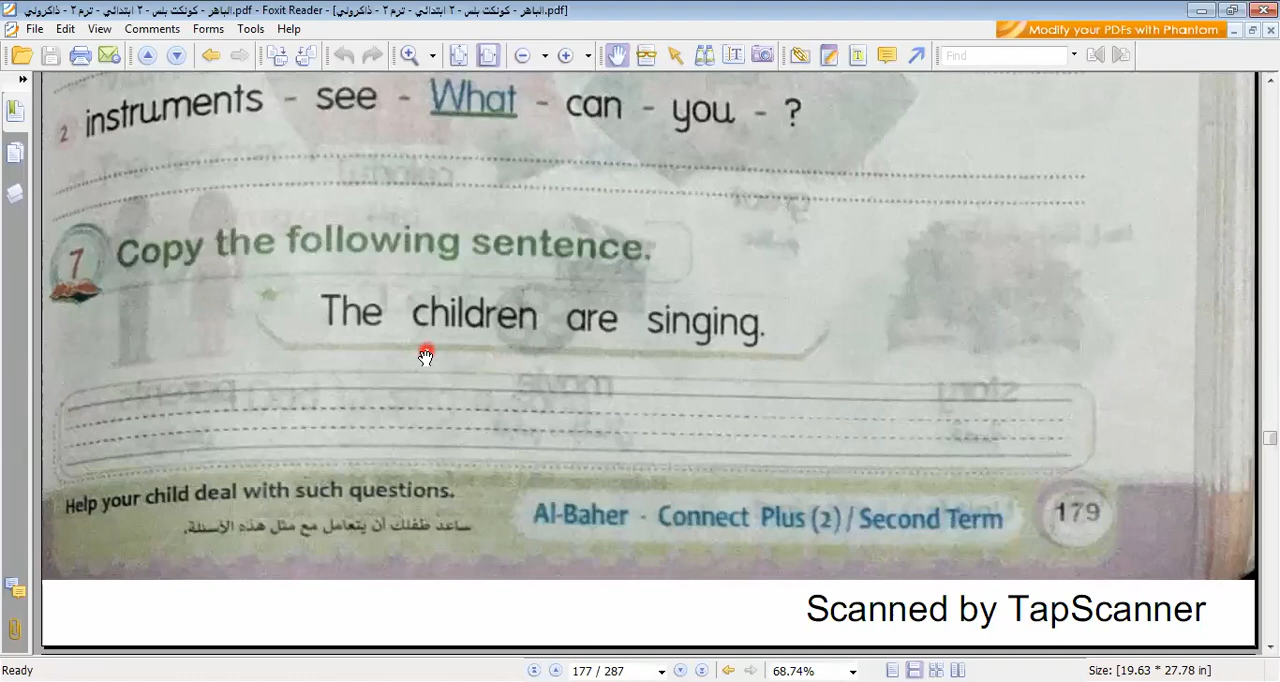 الباهر - كونكت بلس - ٢ ابتدائي - ترم ٢ - ذاكرولي.pdf - Foxit Reader - [الباهر - كونكت بلس - ٢ ابتدائي - ترم ٢ - ذاكرولي.pdf]
File Edit View Comments Forms Tools Help
Modify your PDFs with Phantom
Find
2 instruments - see - What - can - you - ?
7 Copy the following sentence.
The children are singing.
Help your child deal with such questions.
ساعد طفلك أن يتعامل مع مثل هذه الأسئلة.
Al-Baher - Connect Plus (2) / Second Term 179
Scanned by TapScanner
Ready 177 / 287 68.74% Size: [19.63 * 27.78 in]